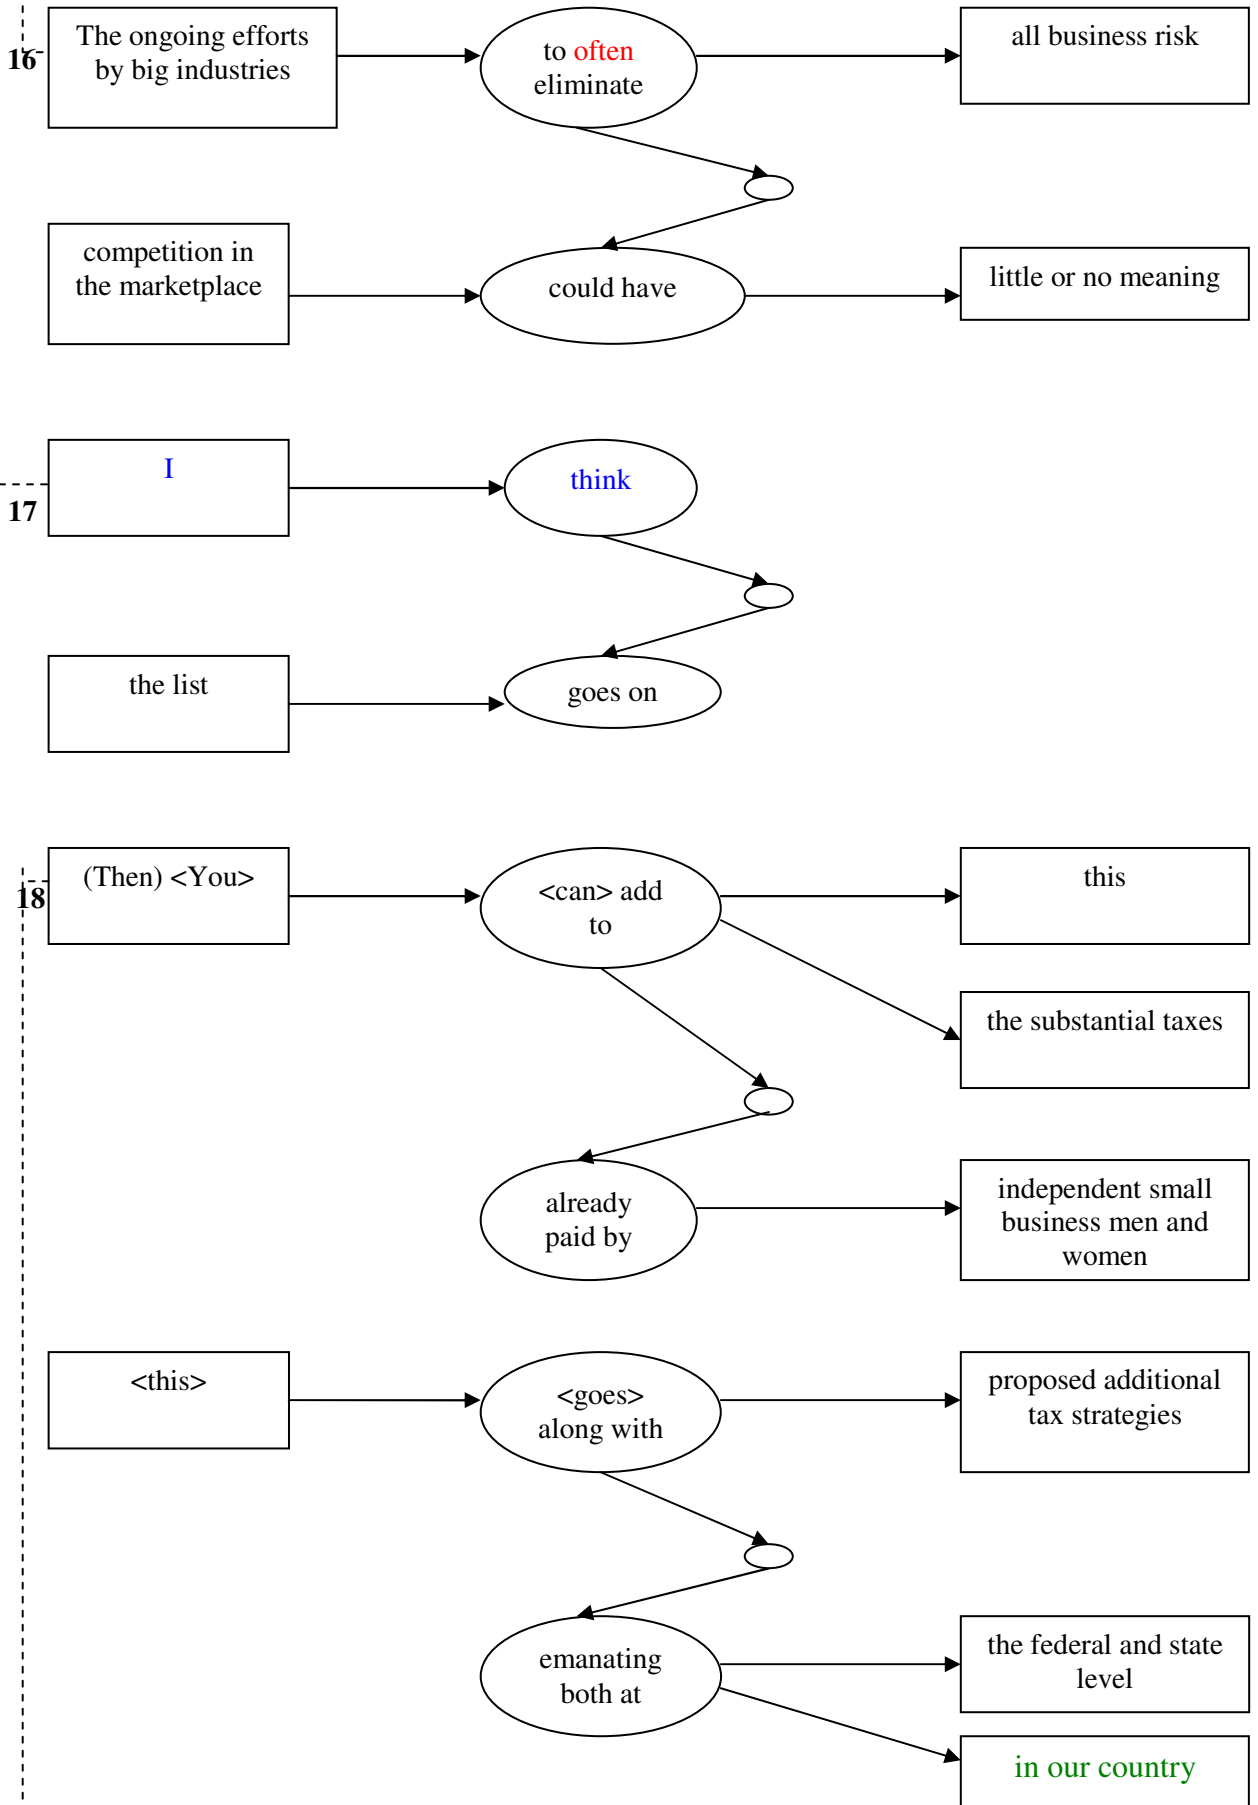 16
The ongoing efforts
by big industries
to often
eliminate
all business risk
competition in
the marketplace
could have
little or no meaning
17
I
think
the list
goes on
18
(Then) <You>
<can> add
to
this
the substantial taxes
already
paid by
independent small
business men and
women
<this>
<goes>
along with
proposed additional
tax strategies
emanating
both at
the federal and state
level
in our country